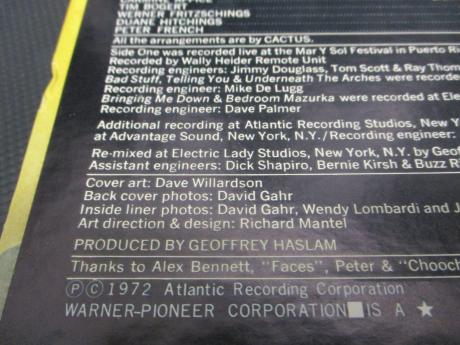 CARMINE APPICE
TIM BOGERT
WERNER FRITZSCHINGS
DUANE HITCHINGS
PETER FRENCH
All the arrangements are by CACTUS.
Side One was recorded live at the Mar Y Sol Festival in Puerto
Recorded by Wally Heider Remote Unit
Recording engineers: Jimmy Douglass, Tom Scott & Ray
Bad Stuff, Telling You & Underneath The Arches were recorded
Recording engineer: Mike De Lugg
Bringing Me Down & Bedroom Mazurka were recorded at
Recording engineer: Dave Palmer
Additional recording at Atlantic Recording Studios, New
at Advantage Sound, New York, N.Y./Recording engineer:
Re-mixed at Electric Lady Studios, New York, N.Y. by
Assistant engineers: Dick Shapiro, Bernie Kirsh & Buzz
Cover art: Dave Willardson
Back cover photos: David Gahr
Inside liner photos: David Gahr, Wendy Lombardi and
Art direction & design: Richard Mantel
PRODUCED BY GEOFFREY HASLAM
Thanks to Alex Bennett, "Faces", Peter &
Ⓟ©1972 Atlantic Recording Corporation
WARNER-PIONEER CORPORATION■IS A ★